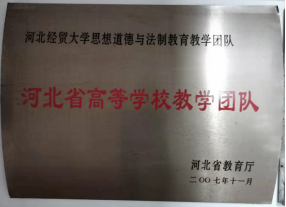 河北经贸大学思想道德与法制教育教学团队
河北省高等学校教学团队
河北省教育厅
二〇〇七年十一月